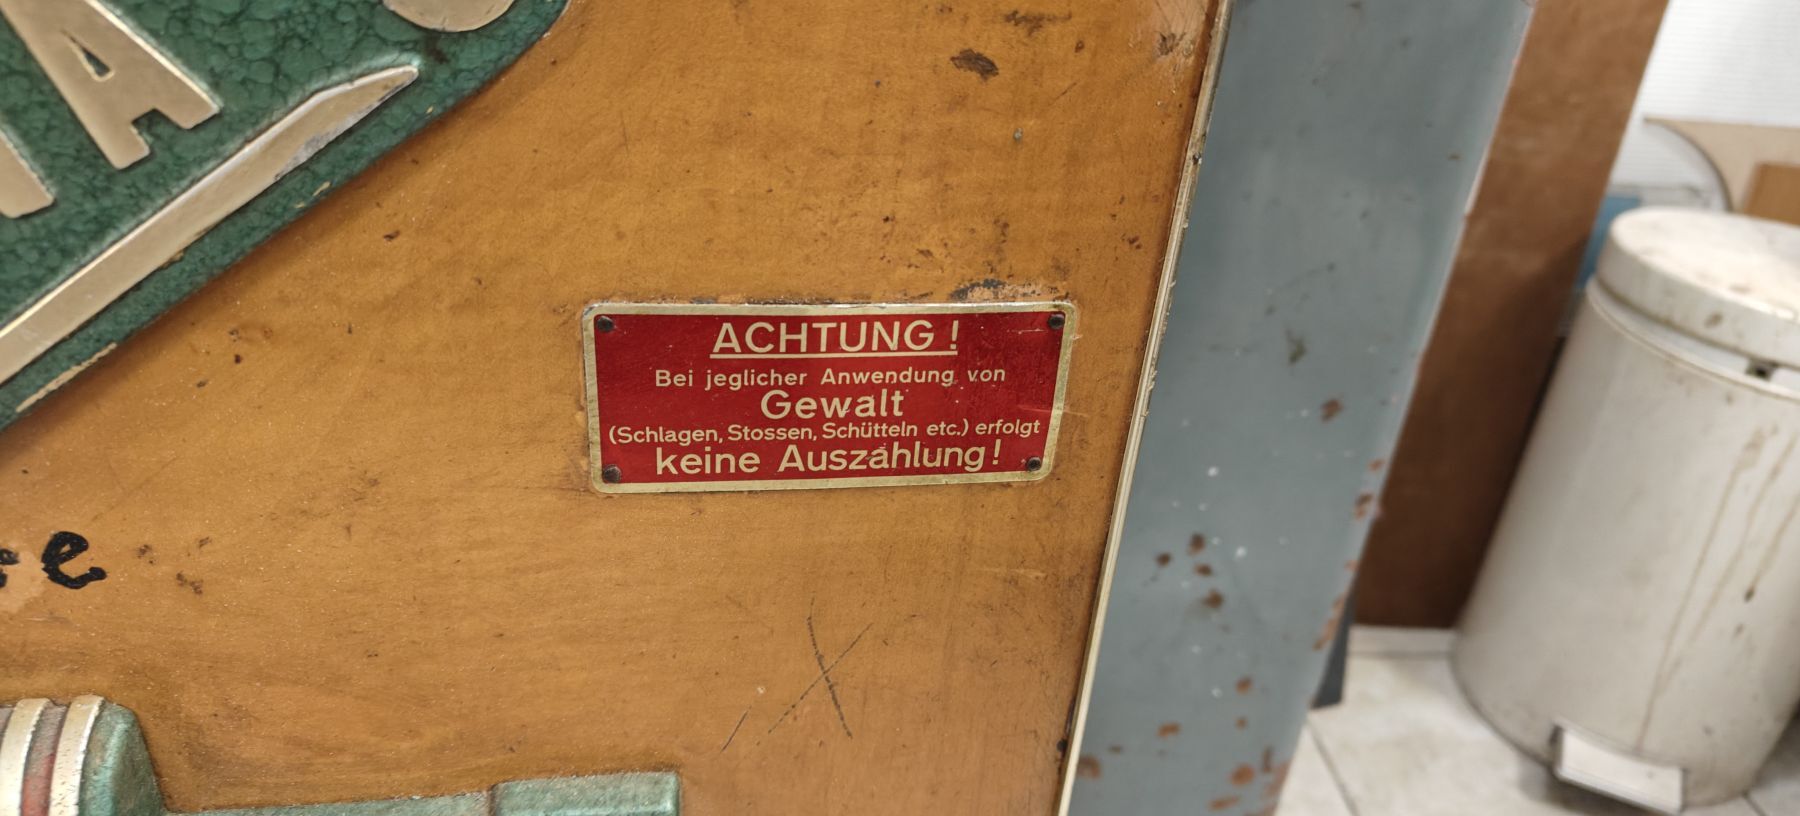 A
ACHTUNG!
Bei jeglicher Anwendung von
Gewalt
(Schlagen, Stossen, Schütteln etc.) erfolgt
keine Auszahlung!
e